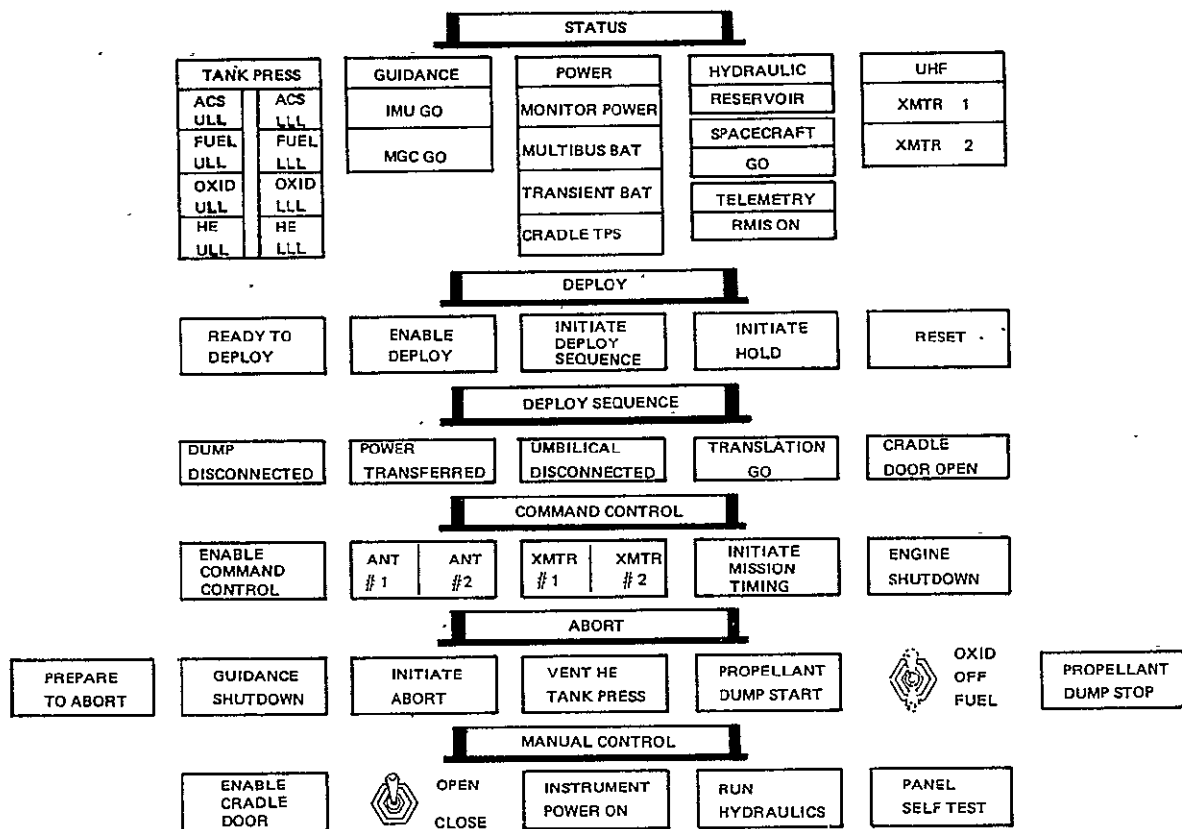 STATUS
TANK PRESS
ACS ULL
ACS LLL
FUEL ULL
FUEL LLL
OXID ULL
OXID LLL
HE ULL
HE LLL
GUIDANCE
IMU GO
MGC GO
POWER
MONITOR POWER
MULTIBUS BAT
TRANSIENT BAT
CRADLE TPS
HYDRAULIC
RESERVOIR
SPACECRAFT
GO
TELEMETRY
RMIS ON
UHF
XMTR 1
XMTR 2
DEPLOY
READY TO
DEPLOY
ENABLE
DEPLOY
INITIATE
DEPLOY
SEQUENCE
INITIATE
HOLD
RESET
DEPLOY SEQUENCE
DUMP
DISCONNECTED
POWER
TRANSFERRED
UMBILICAL
DISCONNECTED
TRANSLATION
GO
CRADLE
DOOR OPEN
COMMAND CONTROL
ENABLE
COMMAND
CONTROL
ANT
#1
ANT
#2
XMTR
#1
XMTR
#2
INITIATE
MISSION
TIMING
ENGINE
SHUTDOWN
ABORT
PREPARE
TO ABORT
GUIDANCE
SHUTDOWN
INITIATE
ABORT
VENT HE
TANK PRESS
PROPELLANT
DUMP START
OXID
OFF
FUEL
PROPELLANT
DUMP STOP
MANUAL CONTROL
ENABLE
CRADLE
DOOR
OPEN
CLOSE
INSTRUMENT
POWER ON
RUN
HYDRAULICS
PANEL
SELF TEST